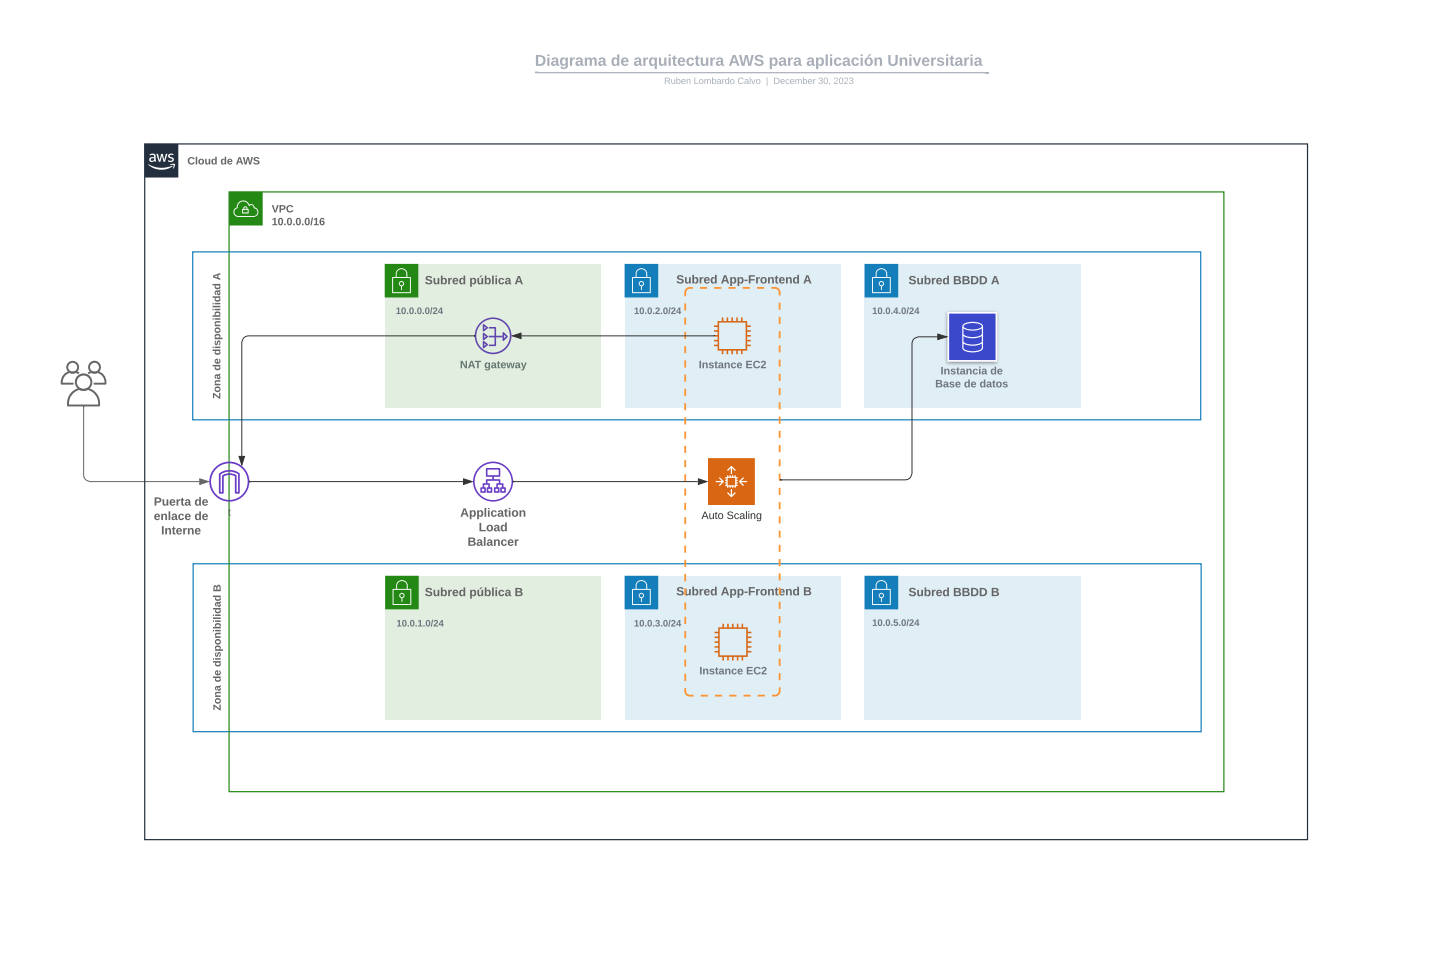 Diagrama de arquitectura AWS para aplicación Universitaria
Ruben Lombardo Calvo | December 30, 2023
aws
Cloud de AWS
VPC
10.0.0.0/16
Zona de disponibilidad A
Subred pública A
10.0.0.0/24
NAT gateway
Subred App-Frontend A
10.0.2.0/24
Instance EC2
Subred BBDD A
10.0.4.0/24
Instancia de
Base de datos
Puerta de
enlace de
Interne
t
Application
Load
Balancer
Auto Scaling
Zona de disponibilidad B
Subred pública B
10.0.1.0/24
Subred App-Frontend B
10.0.3.0/24
Instance EC2
Subred BBDD B
10.0.5.0/24